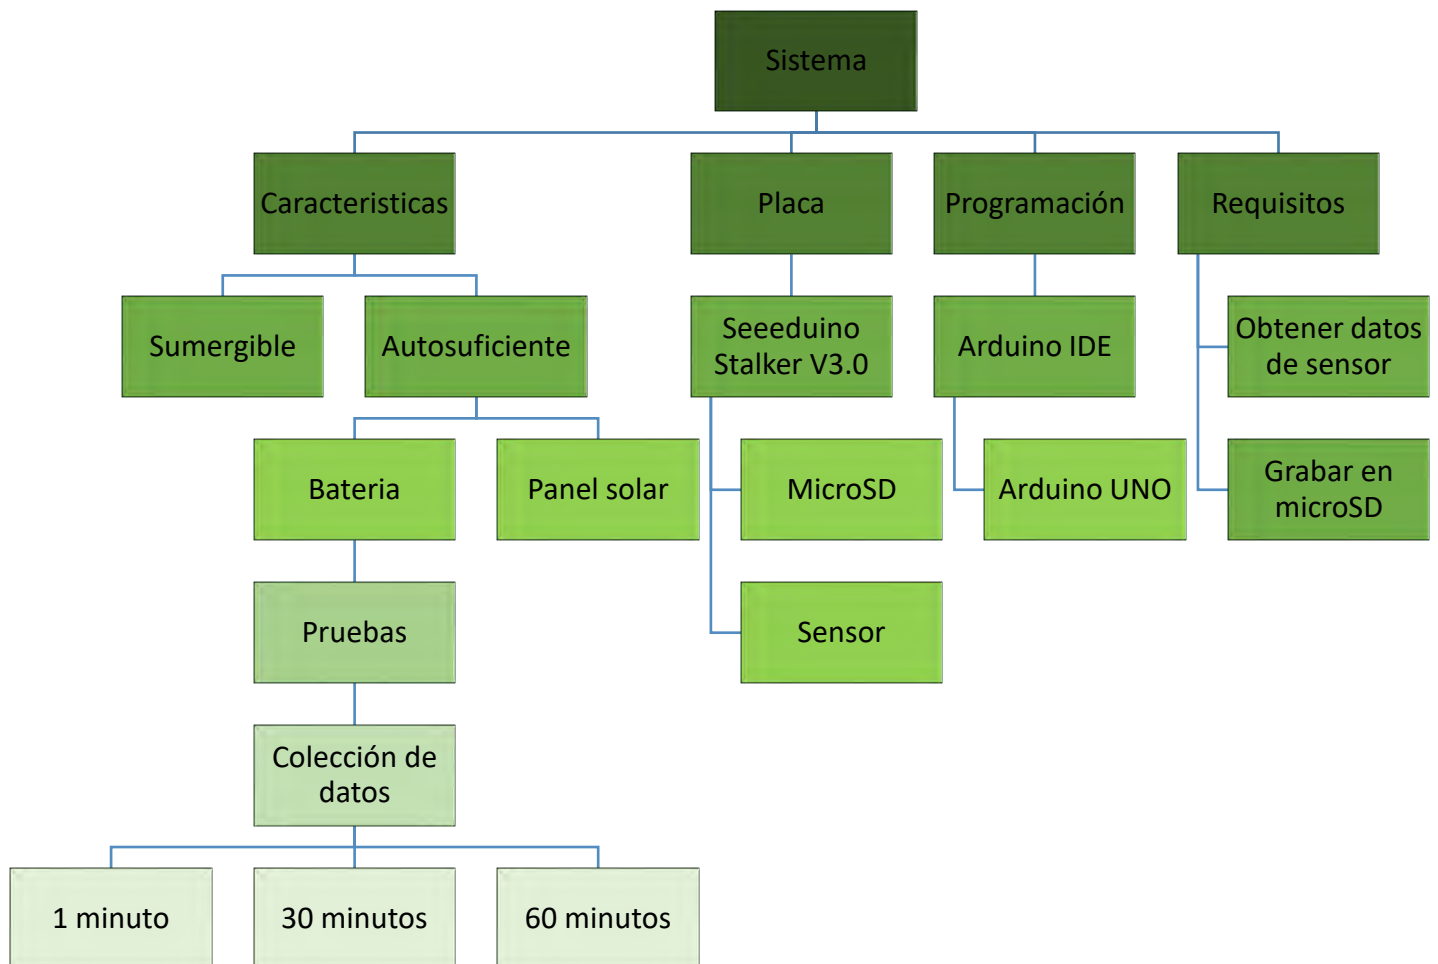 Sistema
Caracteristicas
Placa
Programación
Requisitos
Sumergible
Autosuficiente
Seeeduino
Stalker V3.0
Arduino IDE
Obtener datos
de sensor
Bateria
Panel solar
MicroSD
Arduino UNO
Grabar en
microSD
Pruebas
Sensor
Colección de
datos
1 minuto
30 minutos
60 minutos